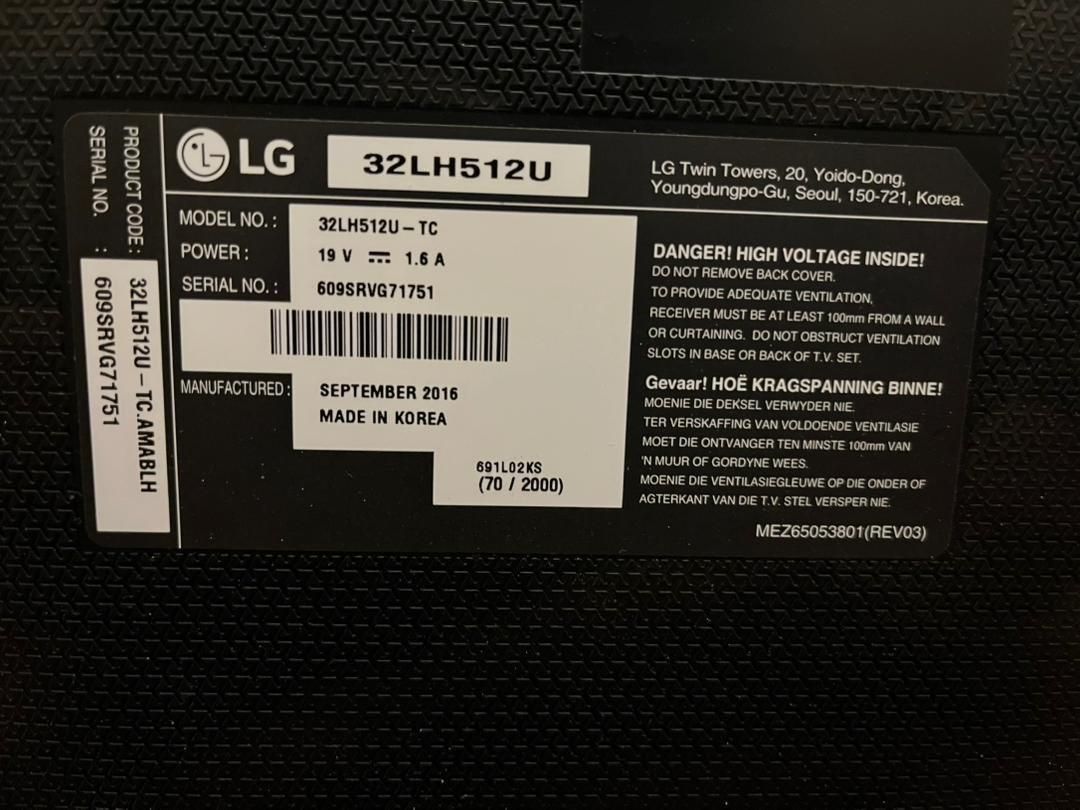 LG
32LH512U
LG Twin Towers, 20, Yoido-Dong,
Youngdungpo-Gu, Seoul, 150-721, Korea.
PRODUCT CODE : 32LH512U – TC.AMABLH
SERIAL NO. : 609SRVG71751
MODEL NO. : 32LH512U – TC
POWER : 19 V ⎓ 1.6 A
SERIAL NO. : 609SRVG71751
MANUFACTURED : SEPTEMBER 2016
MADE IN KOREA
691L02KS
(70 / 2000)
DANGER! HIGH VOLTAGE INSIDE!
DO NOT REMOVE BACK COVER.
TO PROVIDE ADEQUATE VENTILATION,
RECEIVER MUST BE AT LEAST 100mm FROM A WALL
OR CURTAINING. DO NOT OBSTRUCT VENTILATION
SLOTS IN BASE OR BACK OF T.V. SET.
Gevaar! HOË KRAGSPANNING BINNE!
MOENIE DIE DEKSEL VERWYDER NIE.
TER VERSKAFFING VAN VOLDOENDE VENTILASIE
MOET DIE ONTVANGER TEN MINSTE 100mm VAN
'N MUUR OF GORDYNE WEES.
MOENIE DIE VENTILASIEGLEUWE OP DIE ONDER OF
AGTERKANT VAN DIE T.V. STEL VERSPER NIE.
MEZ65053801(REV03)